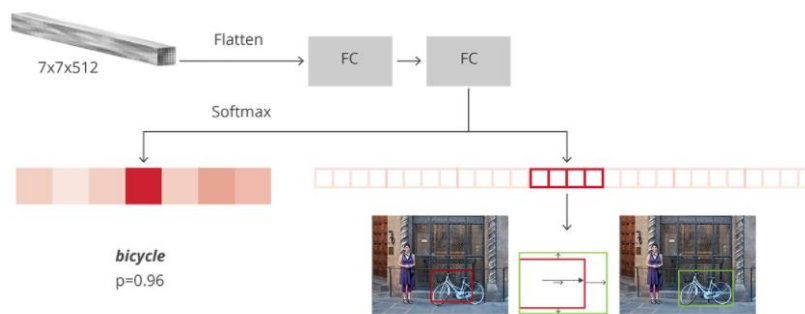 Flatten
FC
FC
7x7x512
Softmax
bicycle
p=0.96